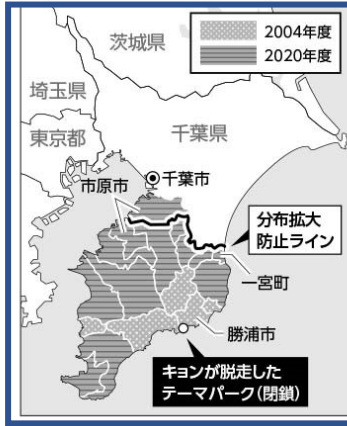 茨城県
2004年度
2020年度
埼玉県
東京都
千葉県
千葉市
市原市
分布拡大
防止ライン
一宮町
勝浦市
キョンが脱走した
テーマパーク(閉鎖)